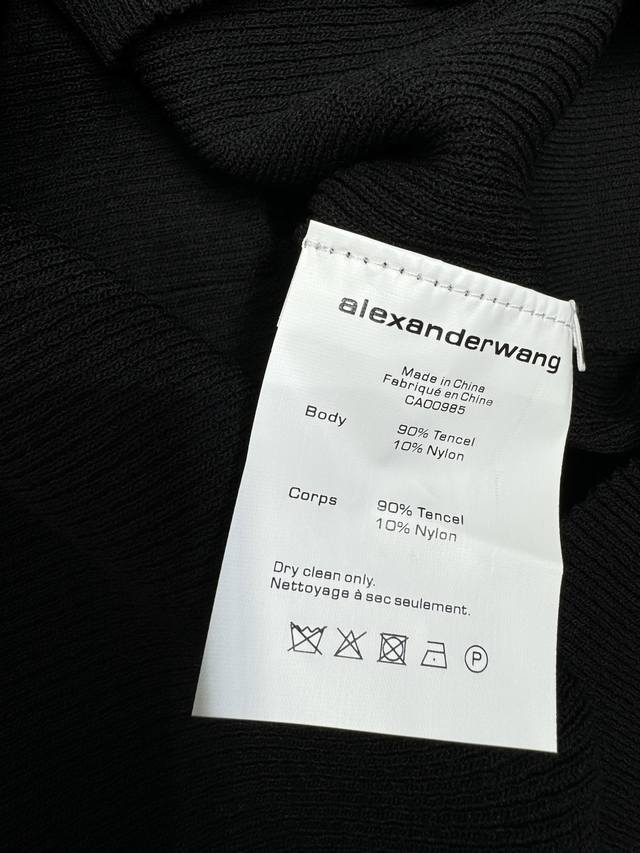 alexanderwang
Made in China
Fabriqué en Chine
CA00985
Body
90% Tencel
10% Nylon
Corps
90% Tencel
10% Nylon
Dry clean only.
Nettoyage à sec seulement.
P